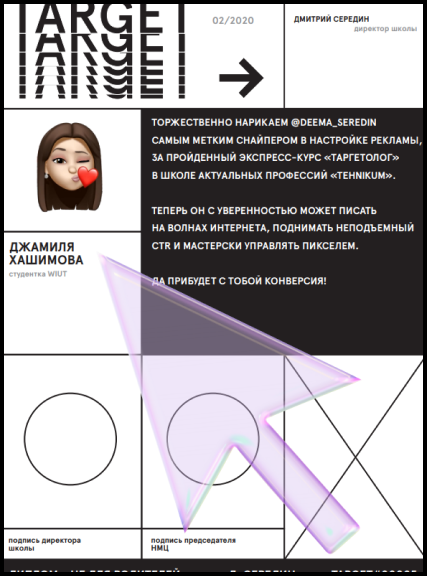 TARGET
02/2020
ДМИТРИЙ СЕРЕДИН
директор школы
ТОРЖЕСТВЕННО НАРИКАЕМ @DEEMA_SEREDIN
САМЫМ МЕТКИМ СНАЙПЕРОМ В НАСТРОЙКЕ РЕКЛАМЫ,
ЗА ПРОЙДЕННЫЙ ЭКСПРЕСС-КУРС «ТАРГЕТОЛОГ»
В ШКОЛЕ АКТУАЛЬНЫХ ПРОФЕССИЙ «TEHNIKUM».
ТЕПЕРЬ ОН С УВЕРЕННОСТЬЮ МОЖЕТ ПИСАТЬ
НА ВОЛНАХ ИНТЕРНЕТА, ПОДНИМАТЬ НЕПОДЪЕМНЫЙ
CTR И МАСТЕРСКИ УПРАВЛЯТЬ ПИКСЕЛЕМ.
ДА ПРИБУДЕТ С ТОБОЙ КОНВЕРСИЯ!
ДЖАМИЛЯ
ХАШИМОВА
студентка WIUT
подпись директора
школы
подпись председателя
НМЦ